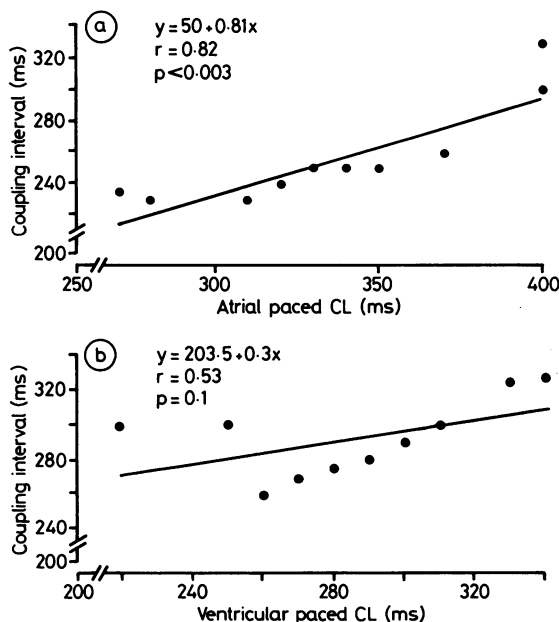 a
y = 50 + 0·81x
r = 0·82
p < 0·003
Coupling interval (ms)
320
280
240
200
250
300
350
400
Atrial paced CL (ms)
b
y = 203·5 + 0·3x
r = 0·53
p = 0·1
Coupling interval (ms)
320
280
240
200
200
240
280
320
Ventricular paced CL (ms)